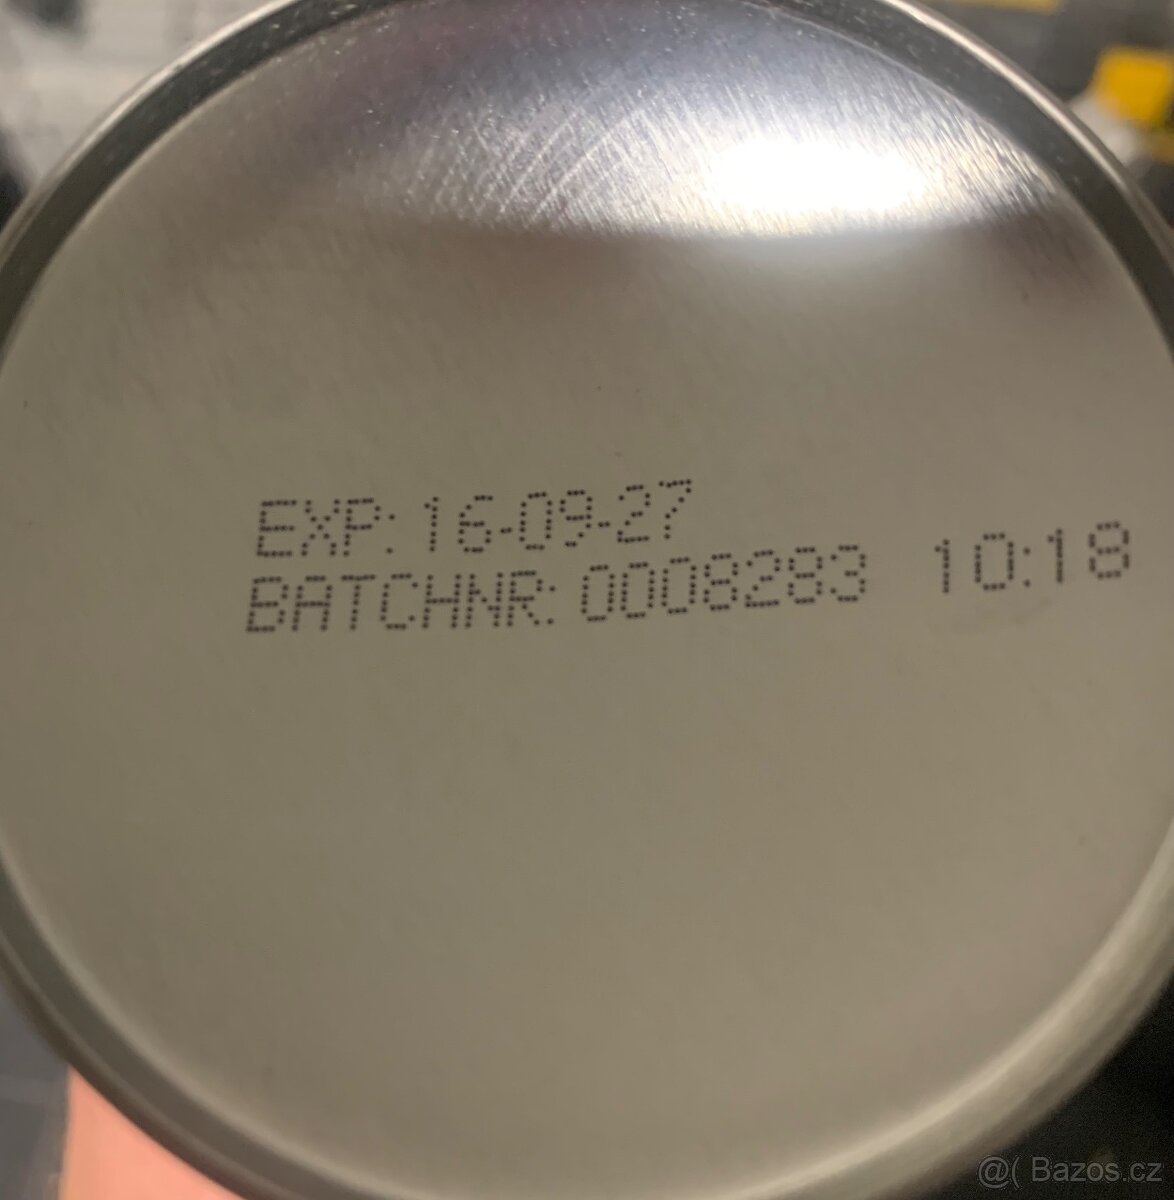 EXP: 16-09-27
BATCHNR: 0008283 10:18
@( Bazos.cz